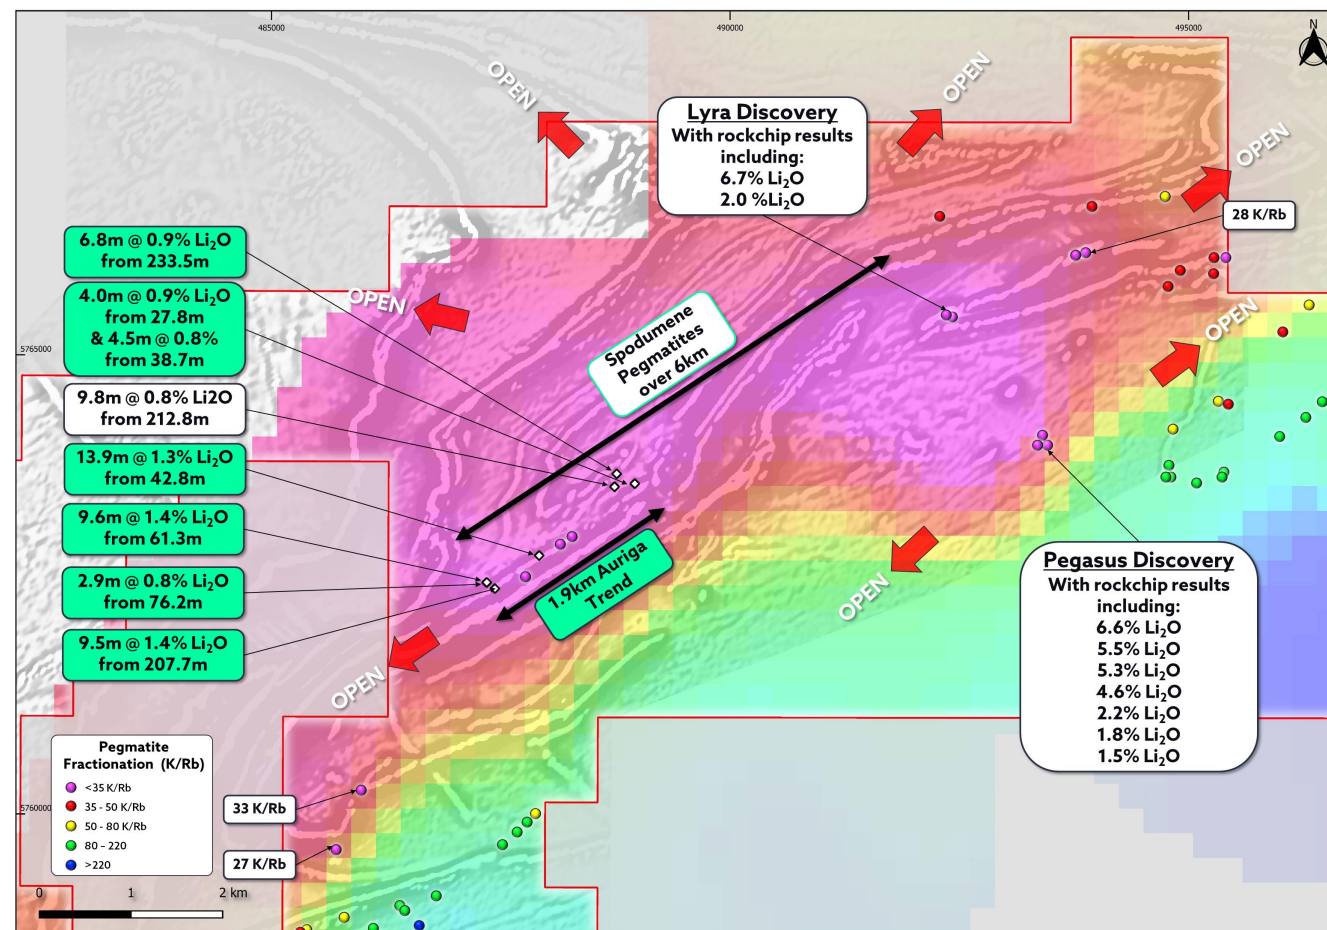 485000
490000
495000
N
OPEN
OPEN
OPEN
Lyra Discovery
With rockchip results
including:
6.7% Li₂O
2.0 %Li₂O
28 K/Rb
6.8m @ 0.9% Li₂O
from 233.5m
4.0m @ 0.9% Li₂O
from 27.8m
& 4.5m @ 0.8%
from 38.7m
OPEN
OPEN
5765000
Spodumene
Pegmatites
over 6km
9.8m @ 0.8% Li2O
from 212.8m
13.9m @ 1.3% Li₂O
from 42.8m
9.6m @ 1.4% Li₂O
from 61.3m
1.9km Auriga
Trend
2.9m @ 0.8% Li₂O
from 76.2m
9.5m @ 1.4% Li₂O
from 207.7m
OPEN
OPEN
Pegasus Discovery
With rockchip results
including:
6.6% Li₂O
5.5% Li₂O
5.3% Li₂O
4.6% Li₂O
2.2% Li₂O
1.8% Li₂O
1.5% Li₂O
Pegmatite
Fractionation (K/Rb)
<35 K/Rb
35 - 50 K/Rb
50 - 80 K/Rb
80 – 220
>220
5760000
33 K/Rb
27 K/Rb
0 1 2 km